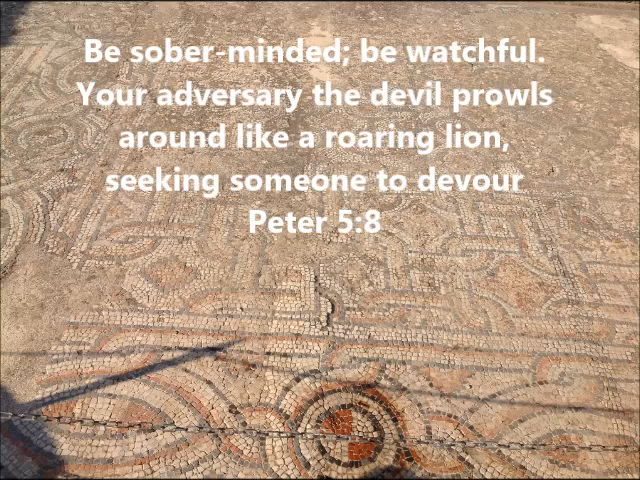 Be sober-minded; be watchful.
Your adversary the devil prowls
around like a roaring lion,
seeking someone to devour
Peter 5:8